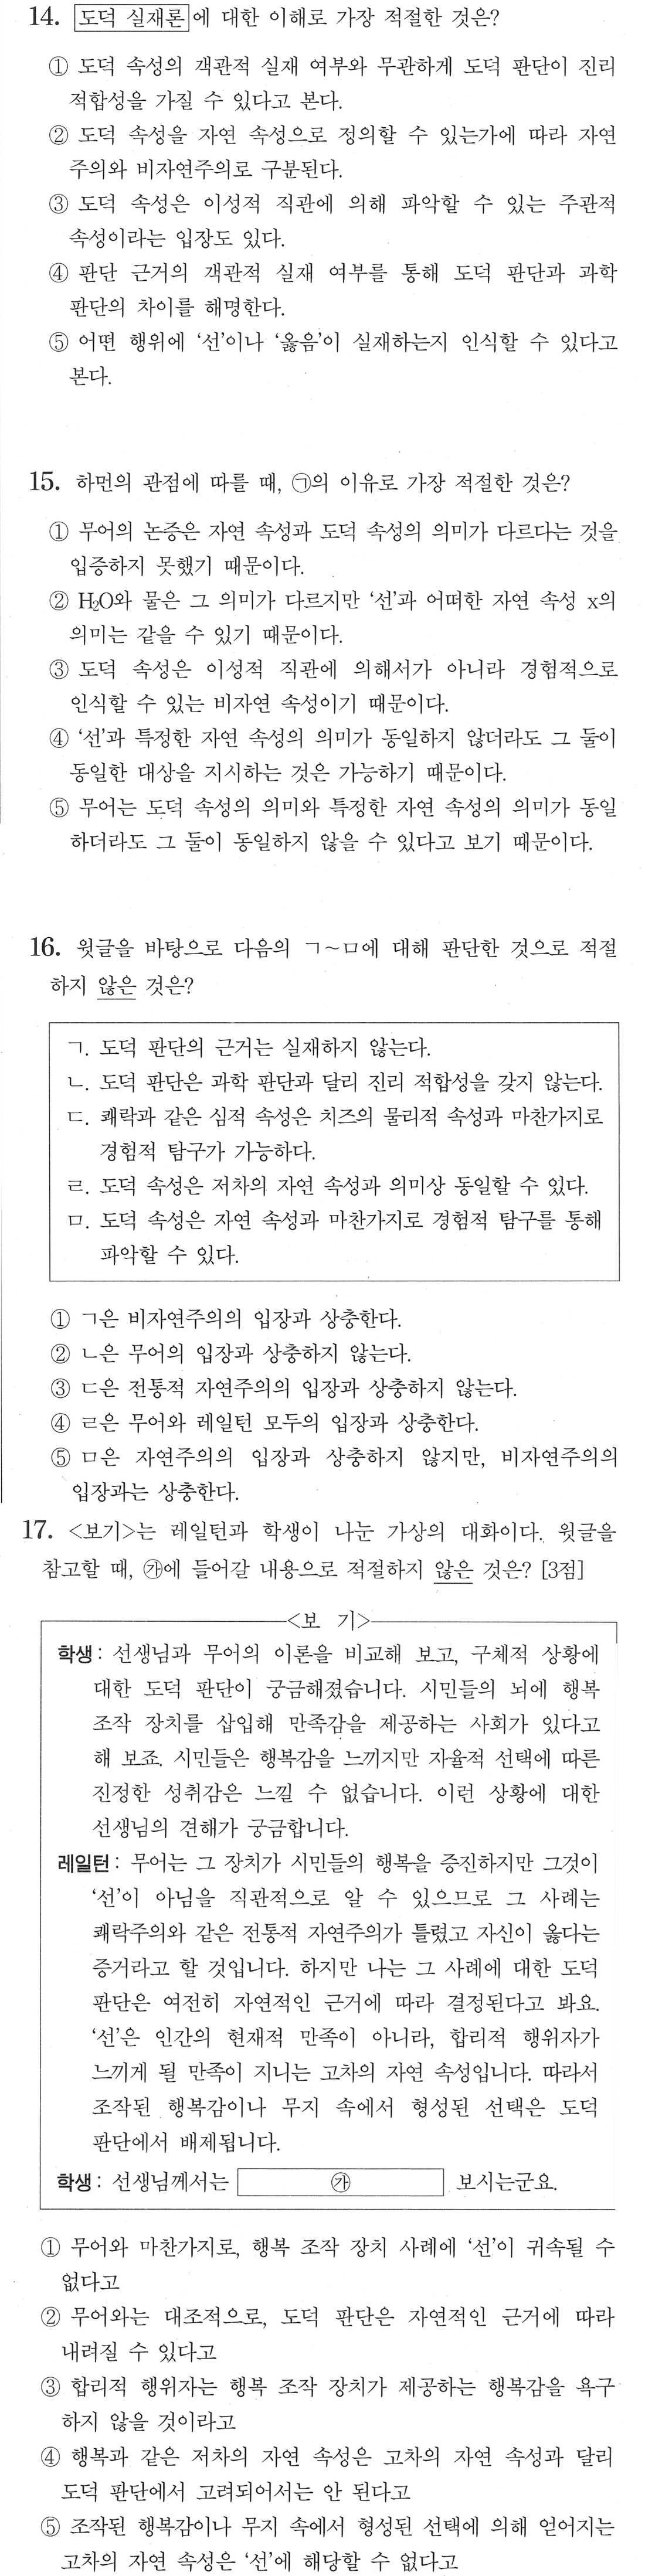 14. 도덕 실재론에 대한 이해로 가장 적절한 것은?
① 도덕 속성의 객관적 실재 여부와 무관하게 도덕 판단이 진리
적합성을 가질 수 있다고 본다.
② 도덕 속성을 자연 속성으로 정의할 수 있는가에 따라 자연
주의와 비자연주의로 구분된다.
③ 도덕 속성은 이성적 직관에 의해 파악할 수 있는 주관적
속성이라는 입장도 있다.
④ 판단 근거의 객관적 실재 여부를 통해 도덕 판단과 과학
판단의 차이를 해명한다.
⑤ 어떤 행위에 ‘선’이나 ‘옳음’이 실재하는지 인식할 수 있다고
본다.
15. 하먼의 관점에 따를 때, ㉠의 이유로 가장 적절한 것은?
① 무어의 논증은 자연 속성과 도덕 속성의 의미가 다르다는 것을
입증하지 못했기 때문이다.
② H₂O와 물은 그 의미가 다르지만 ‘선’과 어떠한 자연 속성 x의
의미는 같을 수 있기 때문이다.
③ 도덕 속성은 이성적 직관에 의해서가 아니라 경험적으로
인식할 수 있는 비자연 속성이기 때문이다.
④ ‘선’과 특정한 자연 속성의 의미가 동일하지 않더라도 그 둘이
동일한 대상을 지시하는 것은 가능하기 때문이다.
⑤ 무어는 도덕 속성의 의미와 특정한 자연 속성의 의미가 동일
하더라도 그 둘이 동일하지 않을 수 있다고 보기 때문이다.
16. 윗글을 바탕으로 다음의 ㄱ~ㅁ에 대해 판단한 것으로 적절
하지 않은 것은?
ㄱ. 도덕 판단의 근거는 실재하지 않는다.
ㄴ. 도덕 판단은 과학 판단과 달리 진리 적합성을 갖지 않는다.
ㄷ. 쾌락과 같은 심적 속성은 치즈의 물리적 속성과 마찬가지로
경험적 탐구가 가능하다.
ㄹ. 도덕 속성은 저차의 자연 속성과 의미상 동일할 수 있다.
ㅁ. 도덕 속성은 자연 속성과 마찬가지로 경험적 탐구를 통해
파악할 수 있다.
① ㄱ은 비자연주의의 입장과 상충한다.
② ㄴ은 무어의 입장과 상충하지 않는다.
③ ㄷ은 전통적 자연주의의 입장과 상충하지 않는다.
④ ㄹ은 무어와 레일턴 모두의 입장과 상충한다.
⑤ ㅁ은 자연주의의 입장과 상충하지 않지만, 비자연주의의
입장과는 상충한다.
17. <보기>는 레일턴과 학생이 나눈 가상의 대화이다. 윗글을
참고할 때, ㉮에 들어갈 내용으로 적절하지 않은 것은? [3점]
<보 기>
학생: 선생님과 무어의 이론을 비교해 보고, 구체적 상황에
대한 도덕 판단이 궁금해졌습니다. 시민들의 뇌에 행복
조작 장치를 삽입해 만족감을 제공하는 사회가 있다고
해 보죠. 시민들은 행복감을 느끼지만 자율적 선택에 따른
진정한 성취감은 느낄 수 없습니다. 이런 상황에 대한
선생님의 견해가 궁금합니다.
레일턴: 무어는 그 장치가 시민들의 행복을 증진하지만 그것이
‘선’이 아님을 직관적으로 알 수 있으므로 그 사례는
쾌락주의와 같은 전통적 자연주의가 틀렸고 자신이 옳다는
증거라고 할 것입니다. 하지만 나는 그 사례에 대한 도덕
판단은 여전히 자연적인 근거에 따라 결정된다고 봐요.
‘선’은 인간의 현재적 만족이 아니라, 합리적 행위자가
느끼게 될 만족이 지니는 고차의 자연 속성입니다. 따라서
조작된 행복감이나 무지 속에서 형성된 선택은 도덕
판단에서 배제됩니다.
학생: 선생님께서는 ㉮ 보시는군요.
① 무어와 마찬가지로, 행복 조작 장치 사례에 ‘선’이 귀속될 수
없다고
② 무어와는 대조적으로, 도덕 판단은 자연적인 근거에 따라
내려질 수 있다고
③ 합리적 행위자는 행복 조작 장치가 제공하는 행복감을 욕구
하지 않을 것이라고
④ 행복과 같은 저차의 자연 속성은 고차의 자연 속성과 달리
도덕 판단에서 고려되어서는 안 된다고
⑤ 조작된 행복감이나 무지 속에서 형성된 선택에 의해 얻어지는
고차의 자연 속성은 ‘선’에 해당할 수 없다고